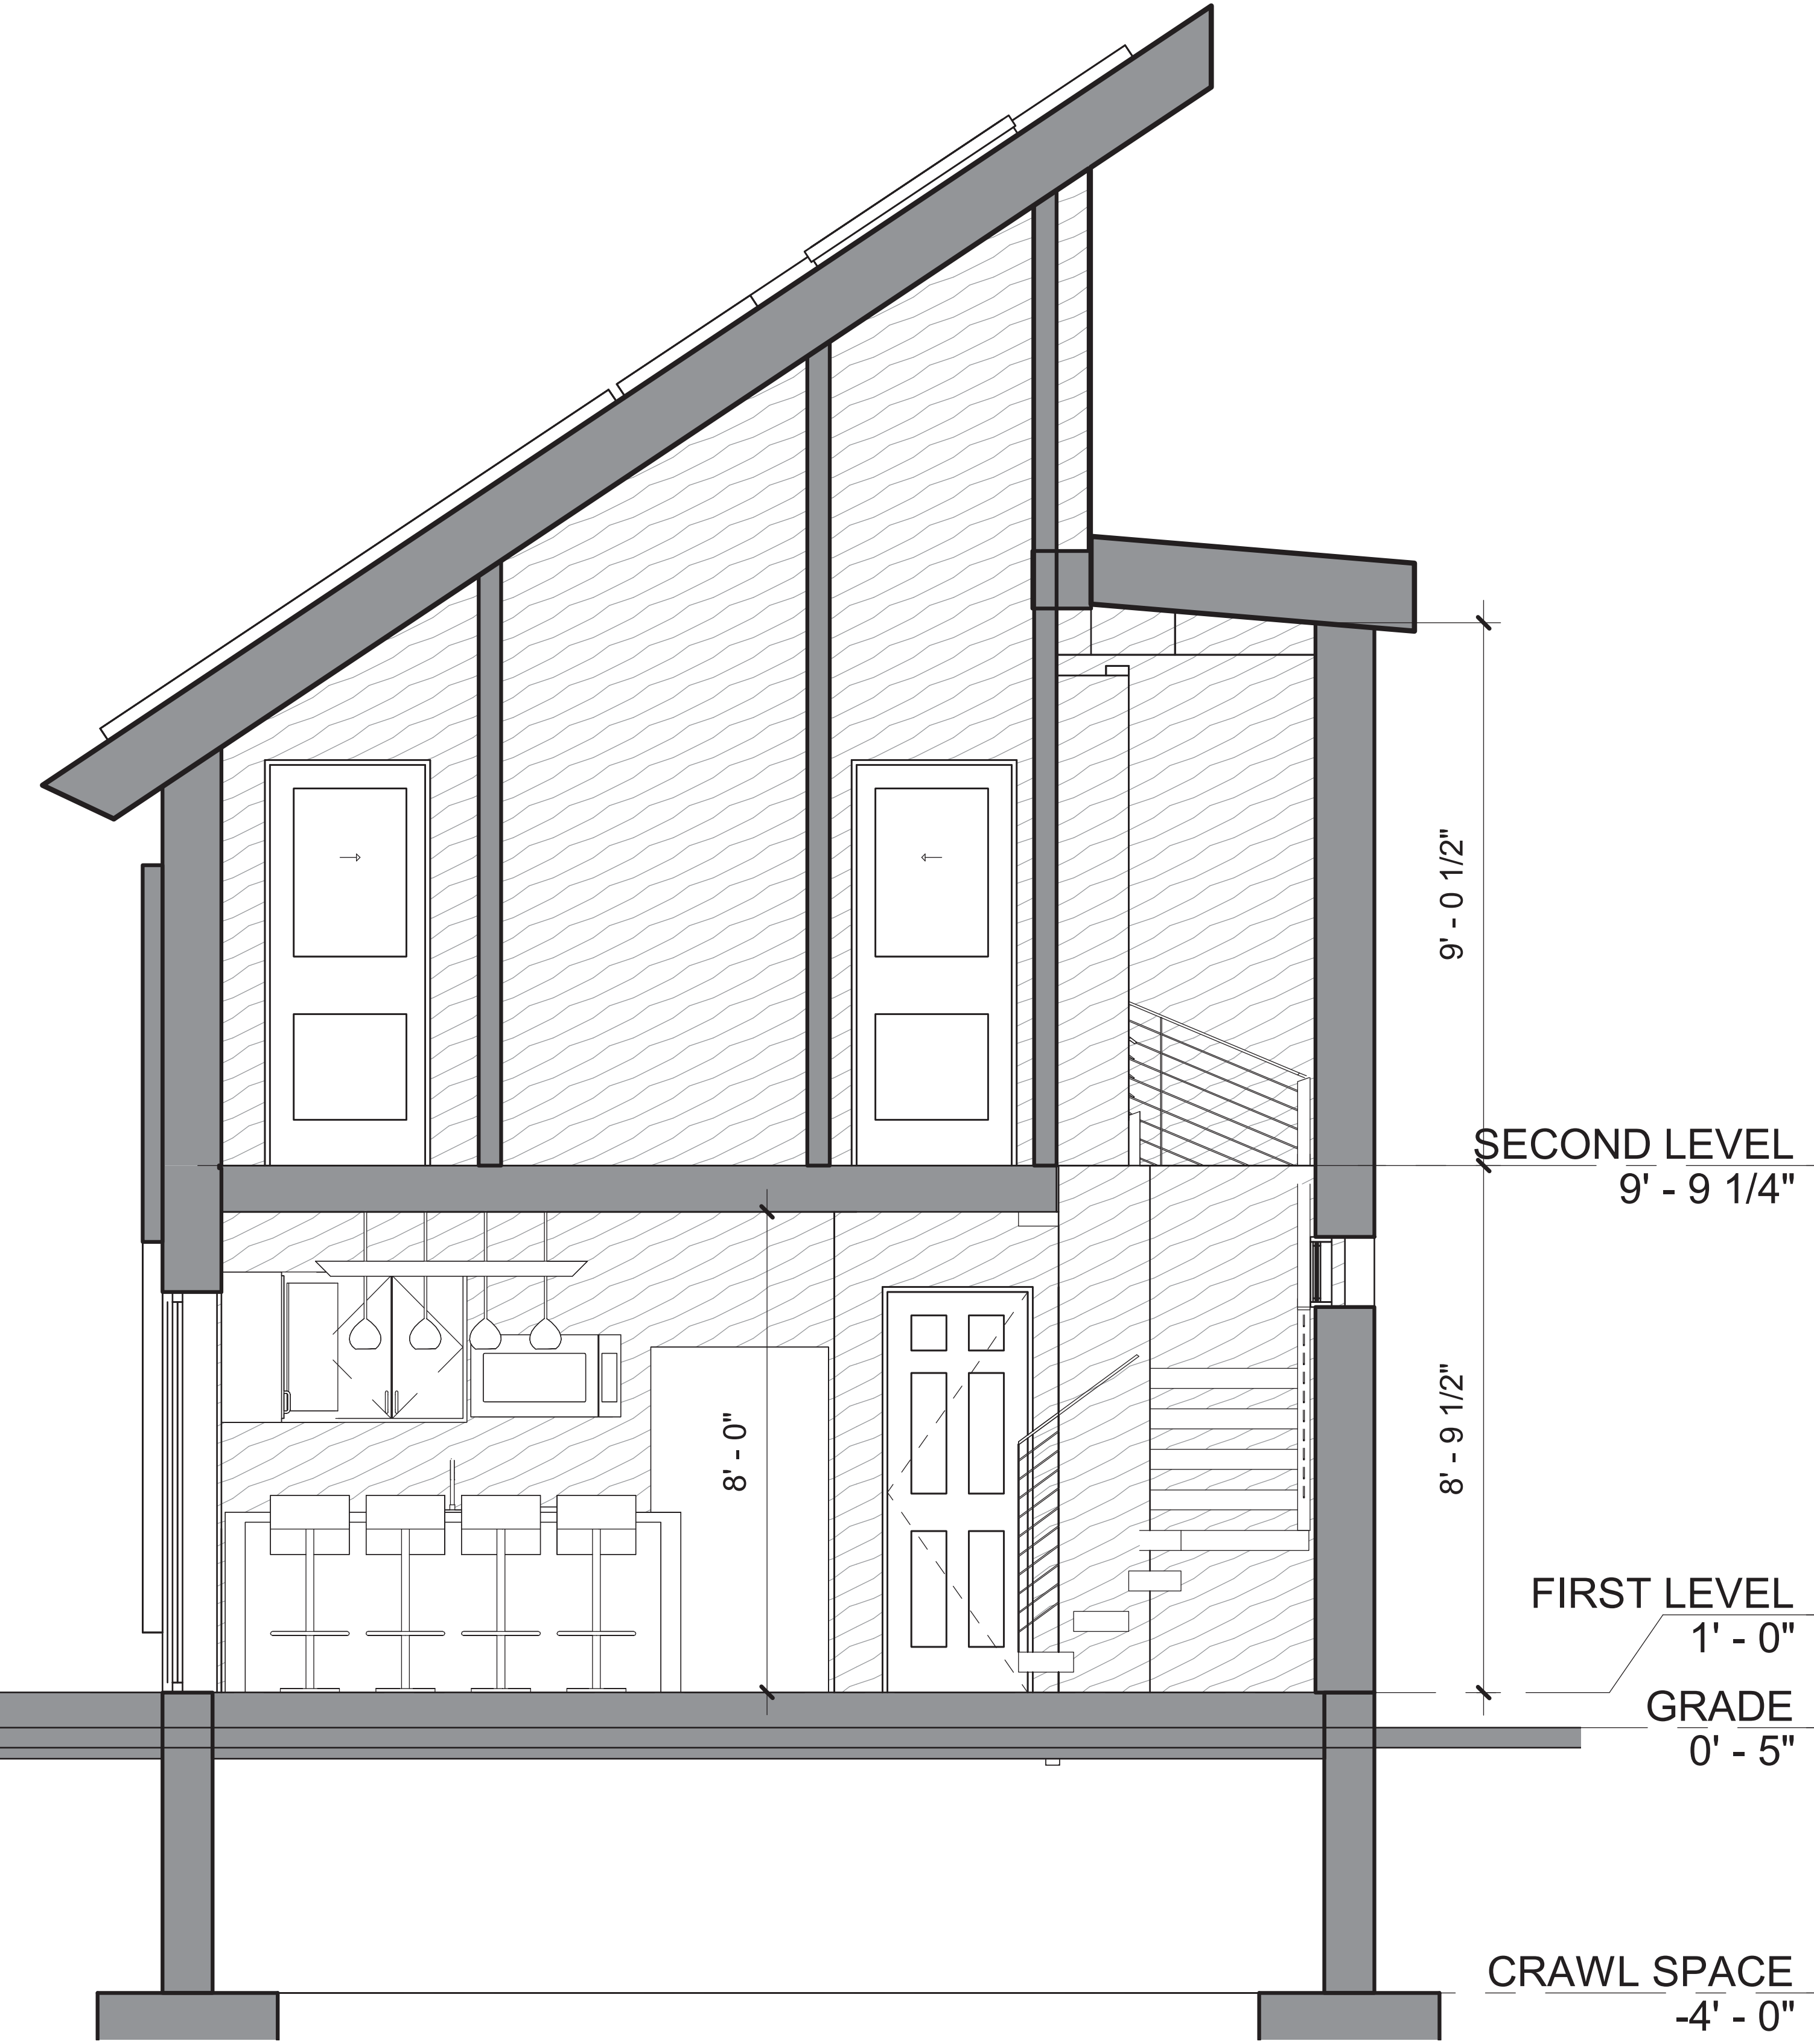 9' - 0 1/2"
SECOND LEVEL
9' - 9 1/4"
8' - 0"
8' - 9 1/2"
FIRST LEVEL
1' - 0"
GRADE
0' - 5"
CRAWL SPACE
-4' - 0"